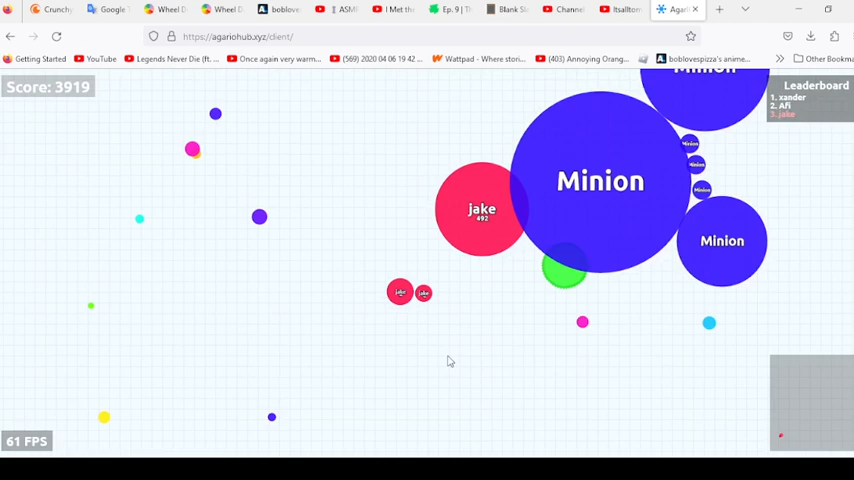 Crunchy
Google T
Wheel D
Wheel D
boblove
ASMI
I Met the
Ep. 9 | Th
Blank Sla
Channel
Itsalltom
Agari
https://agariohub.xyz/client/
Getting Started
YouTube
Legends Never Die (ft. ...
Once again very warm...
(569) 2020 04 06 19 42 ...
Wattpad - Where stori...
(403) Annoying Orang...
boblovespizza's anime...
Other Bookma
Score: 3919
Minion
Leaderboard
1. xander
2. Afi
3. jake
Minion
Minion
Minion
Minion
jake
492
Minion
jake
jake
61 FPS